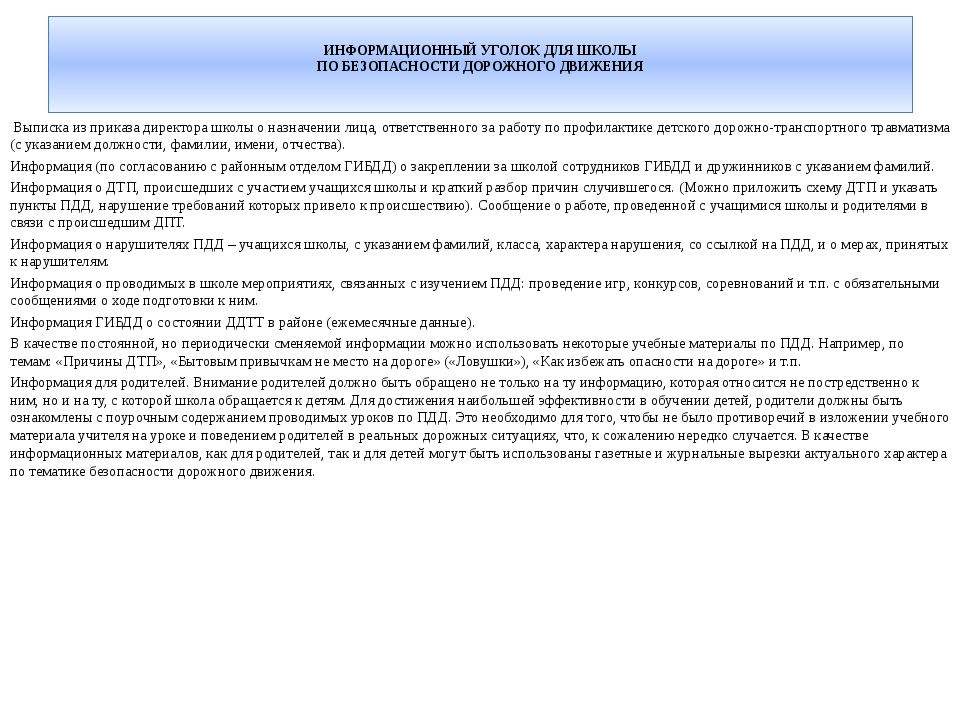 ИНФОРМАЦИОННЫЙ УГОЛОК ДЛЯ ШКОЛЫ
ПО БЕЗОПАСНОСТИ ДОРОЖНОГО ДВИЖЕНИЯ
Выписка из приказа директора школы о назначении лица, ответственного за работу по профилактике детского дорожно-транспортного травматизма
(с указанием должности, фамилии, имени, отчества).
Информация (по согласованию с районным отделом ГИБДД) о закреплении за школой сотрудников ГИБДД и дружинников с указанием фамилий.
Информация о ДТП, происшедших с участием учащихся школы и краткий разбор причин случившегося. (Можно приложить схему ДТП и указать
пункты ПДД, нарушение требований которых привело к происшествию). Сообщение о работе, проведенной с учащимися школы и родителями в
связи с происшедшим ДПТ.
Информация о нарушителях ПДД – учащихся школы, с указанием фамилий, класса, характера нарушения, со ссылкой на ПДД, и о мерах, принятых
к нарушителям.
Информация о проводимых в школе мероприятиях, связанных с изучением ПДД: проведение игр, конкурсов, соревнований и т.п. с обязательными
сообщениями о ходе подготовки к ним.
Информация ГИБДД о состоянии ДДТТ в районе (ежемесячные данные).
В качестве постоянной, но периодически сменяемой информации можно использовать некоторые учебные материалы по ПДД. Например, по
темам: «Причины ДТП», «Бытовым привычкам не место на дороге» («Ловушки»), «Как избежать опасности на дороге» и т.п.
Информация для родителей. Внимание родителей должно быть обращено не только на ту информацию, которая относится не постредственно к
ним, но и на ту, с которой школа обращается к детям. Для достижения наибольшей эффективности в обучении детей, родители должны быть
ознакомлены с поурочным содержанием проводимых уроков по ПДД. Это необходимо для того, чтобы не было противоречий в изложении учебного
материала учителя на уроке и поведением родителей в реальных дорожных ситуациях, что, к сожалению нередко случается. В качестве
информационных материалов, как для родителей, так и для детей могут быть использованы газетные и журнальные вырезки актуального характера
по тематике безопасности дорожного движения.